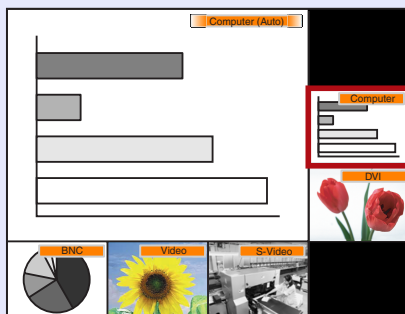 Computer (Auto)
Computer
DVI
BNC
Video
S-Video